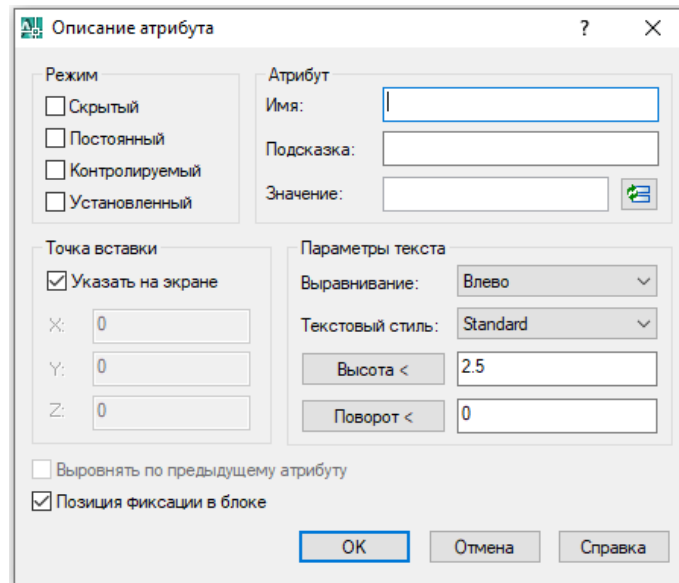 Описание атрибута
Режим
Скрытый
Постоянный
Контролируемый
Установленный
Атрибут
Имя:
Подсказка:
Значение:
Точка вставки
Указать на экране
X: 0
Y: 0
Z: 0
Параметры текста
Выравнивание: Влево
Текстовый стиль: Standard
Высота < 2.5
Поворот < 0
Выровнять по предыдущему атрибуту
Позиция фиксации в блоке
OK Отмена Справка